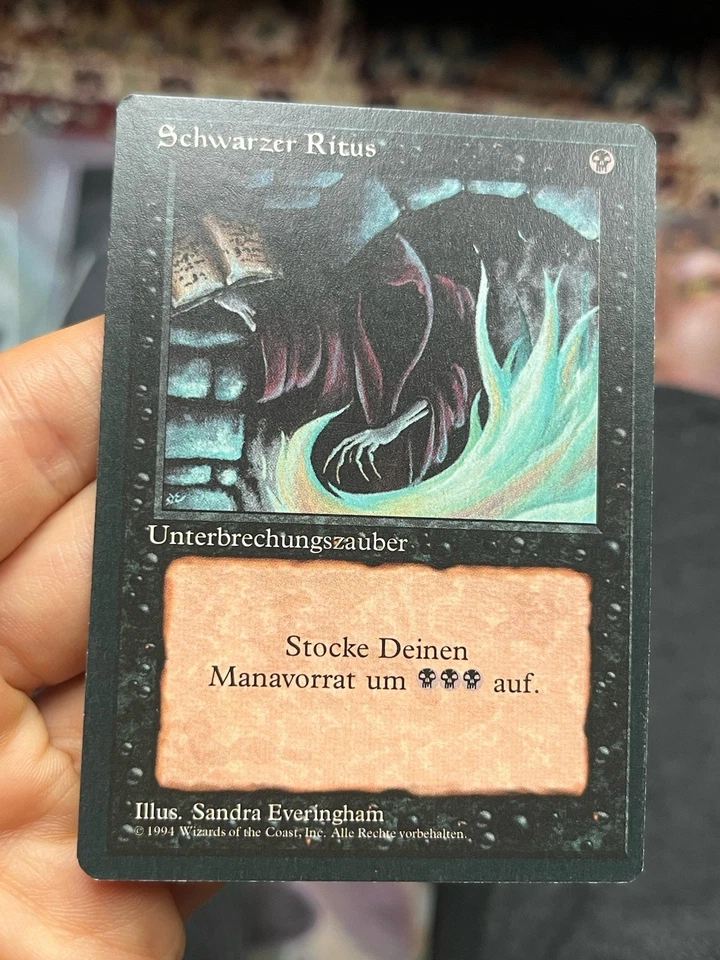 Schwarzer Ritus
Unterbrechungszauber
Stocke Deinen
Manavorrat um auf.
Illus. Sandra Everingham
© 1994 Wizards of the Coast, Inc. Alle Rechte vorbehalten.